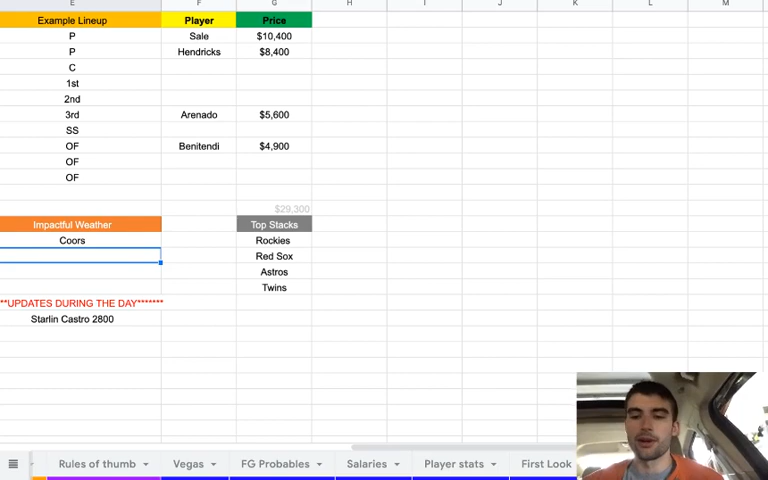 E F G H I J K L M
Example Lineup Player Price
P Sale $10,400
P Hendricks $8,400
C
1st
2nd
3rd Arenado $5,600
SS
OF Benitendi $4,900
OF
OF
$29,300
Impactful Weather Top Stacks
Coors Rockies
Red Sox
Astros
Twins
**UPDATES DURING THE DAY*******
Starlin Castro 2800
Rules of thumb Vegas FG Probables Salaries Player stats First Look